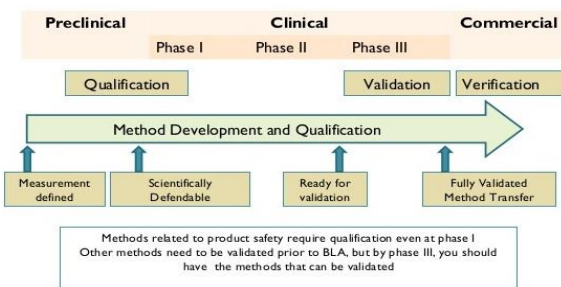 Preclinical Clinical Commercial
Phase I Phase II Phase III
Qualification Validation Verification
Method Development and Qualification
Measurement
defined
Scientifically
Defendable
Ready for
validation
Fully Validated
Method Transfer
Methods related to product safety require qualification even at phase I
Other methods need to be validated prior to BLA, but by phase III, you should
have the methods that can be validated